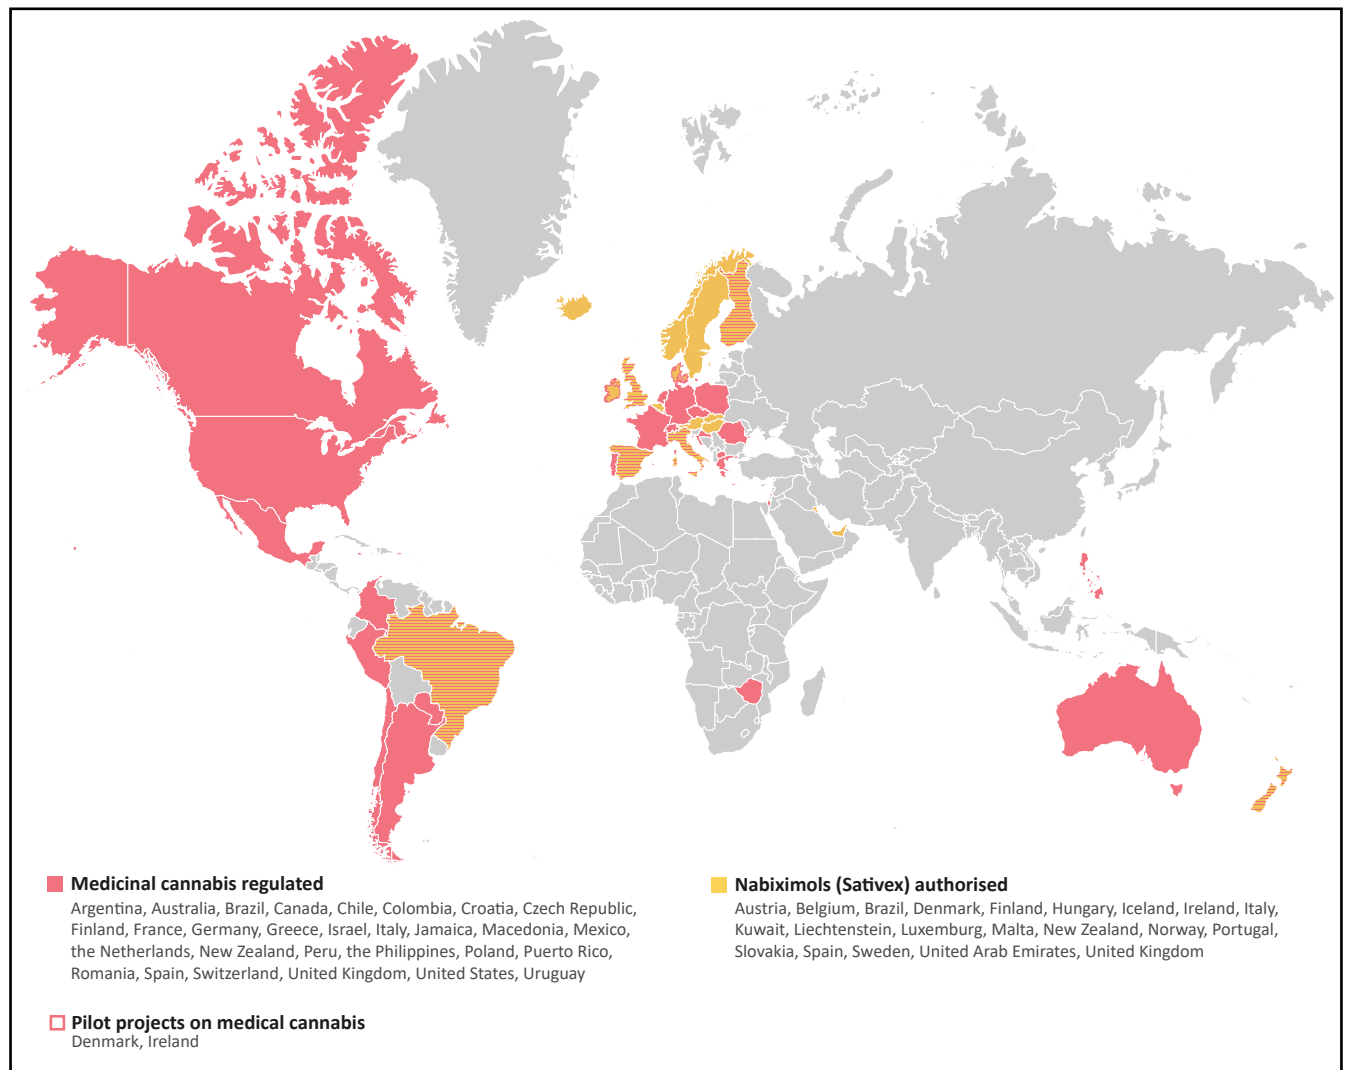 Medicinal cannabis regulated
Argentina, Australia, Brazil, Canada, Chile, Colombia, Croatia, Czech Republic,
Finland, France, Germany, Greece, Israel, Italy, Jamaica, Macedonia, Mexico,
the Netherlands, New Zealand, Peru, the Philippines, Poland, Puerto Rico,
Romania, Spain, Switzerland, United Kingdom, United States, Uruguay
Pilot projects on medical cannabis
Denmark, Ireland
Nabiximols (Sativex) authorised
Austria, Belgium, Brazil, Denmark, Finland, Hungary, Iceland, Ireland, Italy,
Kuwait, Liechtenstein, Luxemburg, Malta, New Zealand, Norway, Portugal,
Slovakia, Spain, Sweden, United Arab Emirates, United Kingdom